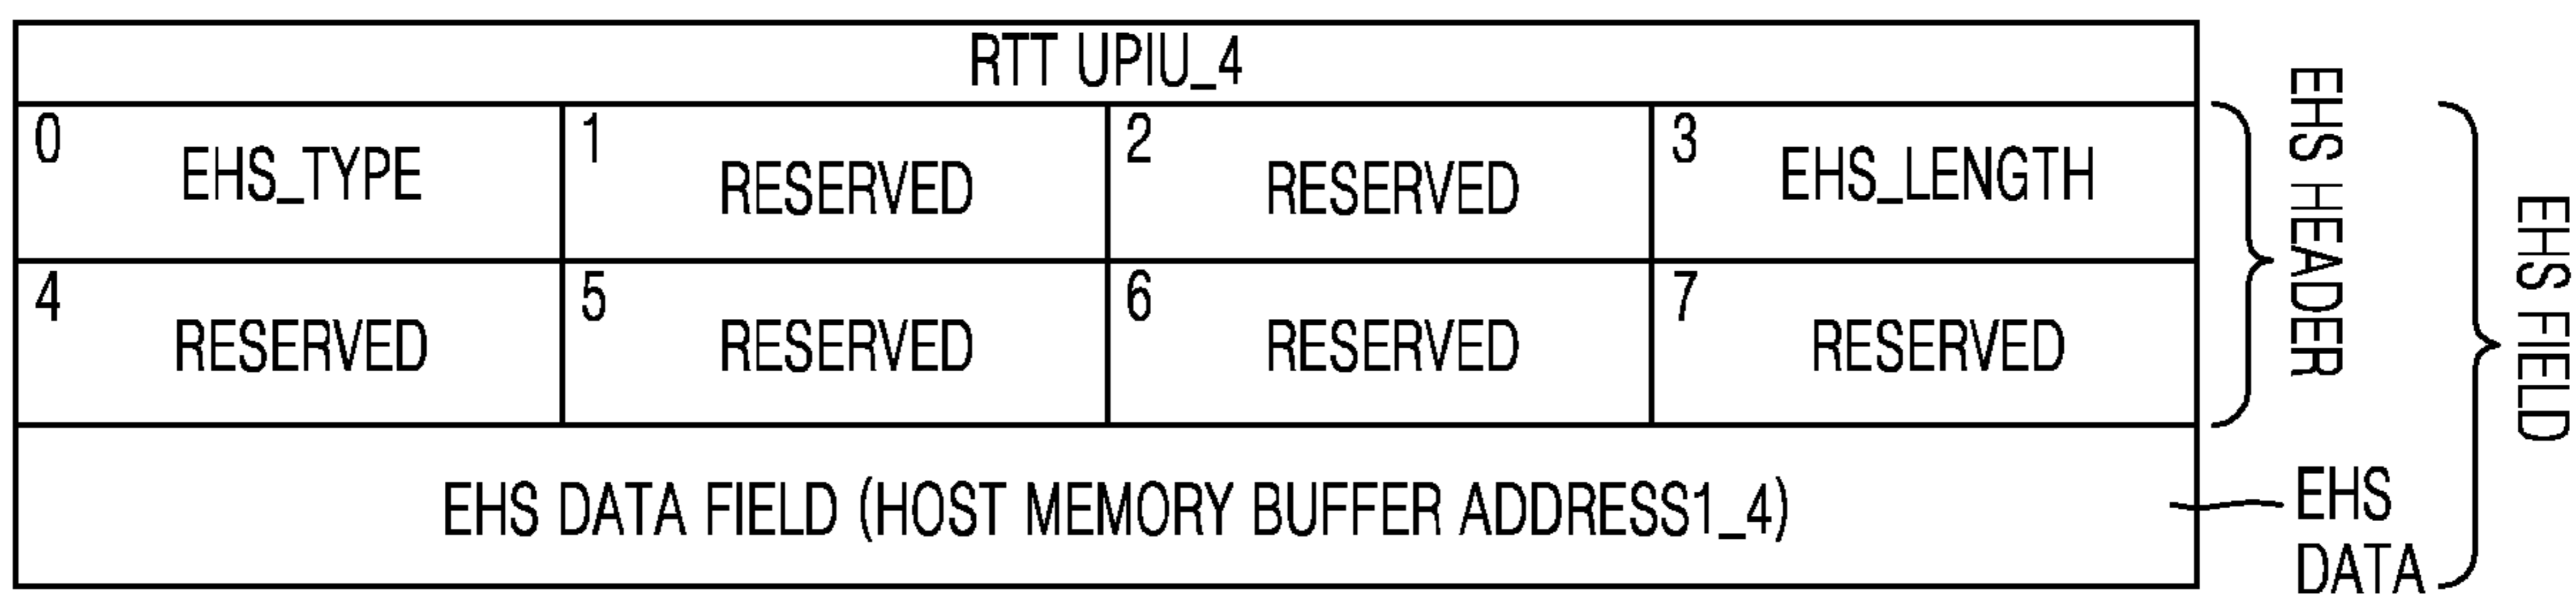 RTT UPIU_4
0 EHS_TYPE 1 RESERVED 2 RESERVED 3 EHS_LENGTH
4 RESERVED 5 RESERVED 6 RESERVED 7 RESERVED
EHS DATA FIELD (HOST MEMORY BUFFER ADDRESS1_4)
EHS HEADER
EHS
DATA
EHS FIELD